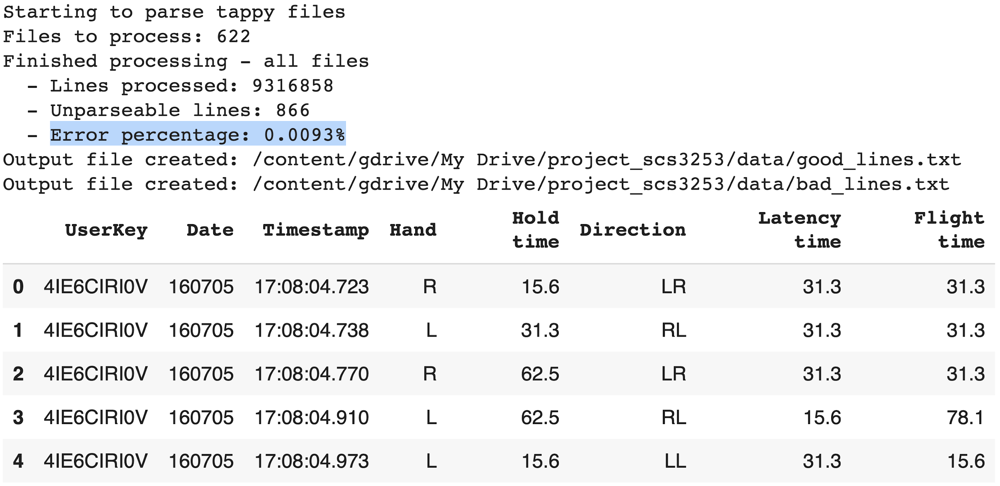 Starting to parse tappy files
Files to process: 622
Finished processing - all files
- Lines processed: 9316858
- Unparseable lines: 866
- Error percentage: 0.0093%
Output file created: /content/gdrive/My Drive/project_scs3253/data/good_lines.txt
Output file created: /content/gdrive/My Drive/project_scs3253/data/bad_lines.txt
UserKey Date Timestamp Hand Hold time Direction Latency time Flight time
0 4IE6CIRI0V 160705 17:08:04.723 R 15.6 LR 31.3 31.3
1 4IE6CIRI0V 160705 17:08:04.738 L 31.3 RL 31.3 31.3
2 4IE6CIRI0V 160705 17:08:04.770 R 62.5 LR 31.3 31.3
3 4IE6CIRI0V 160705 17:08:04.910 L 62.5 RL 15.6 78.1
4 4IE6CIRI0V 160705 17:08:04.973 L 15.6 LL 31.3 15.6